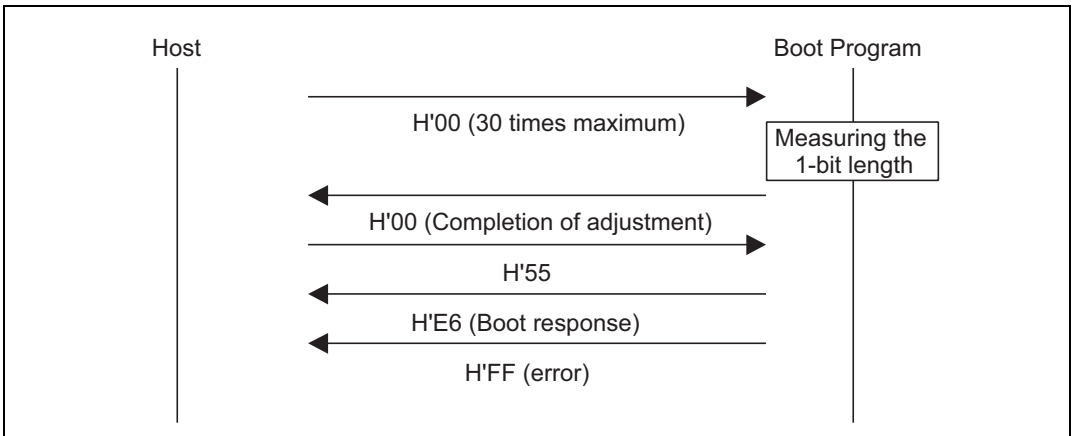 Host
Boot Program
H'00 (30 times maximum)
Measuring the
1-bit length
H'00 (Completion of adjustment)
H'55
H'E6 (Boot response)
H'FF (error)